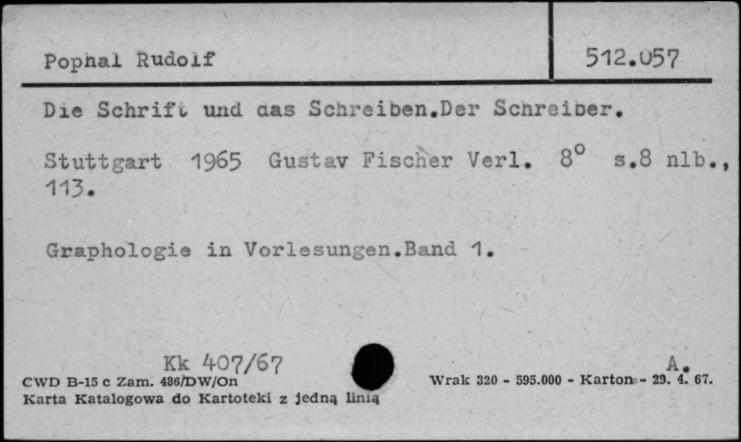 Pophal Rudolf
512.057
Die Schrift und das Schreiben.Der Schreiber.
Stuttgart 1965 Gustav Fischer Verl. 8° s.8 nlb.,
113.
Graphologie in Vorlesungen.Band 1.
Kk 407/67
A.
CWD B-15 c Zam. 486/DW/On
Wrak 320 - 595.000 - Karton - 29. 4. 67.
Karta Katalogowa do Kartoteki z jedną linią